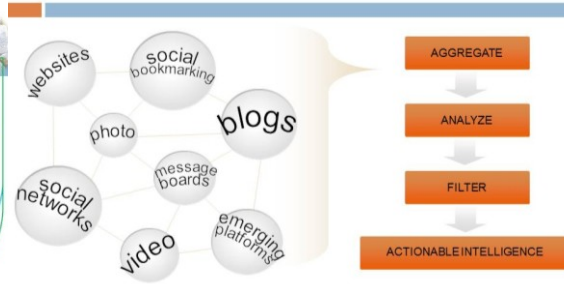 websites
social
bookmarking
photo
blogs
message
boards
social
networks
video
emerging
platforms
AGGREGATE
ANALYZE
FILTER
ACTIONABLE INTELLIGENCE